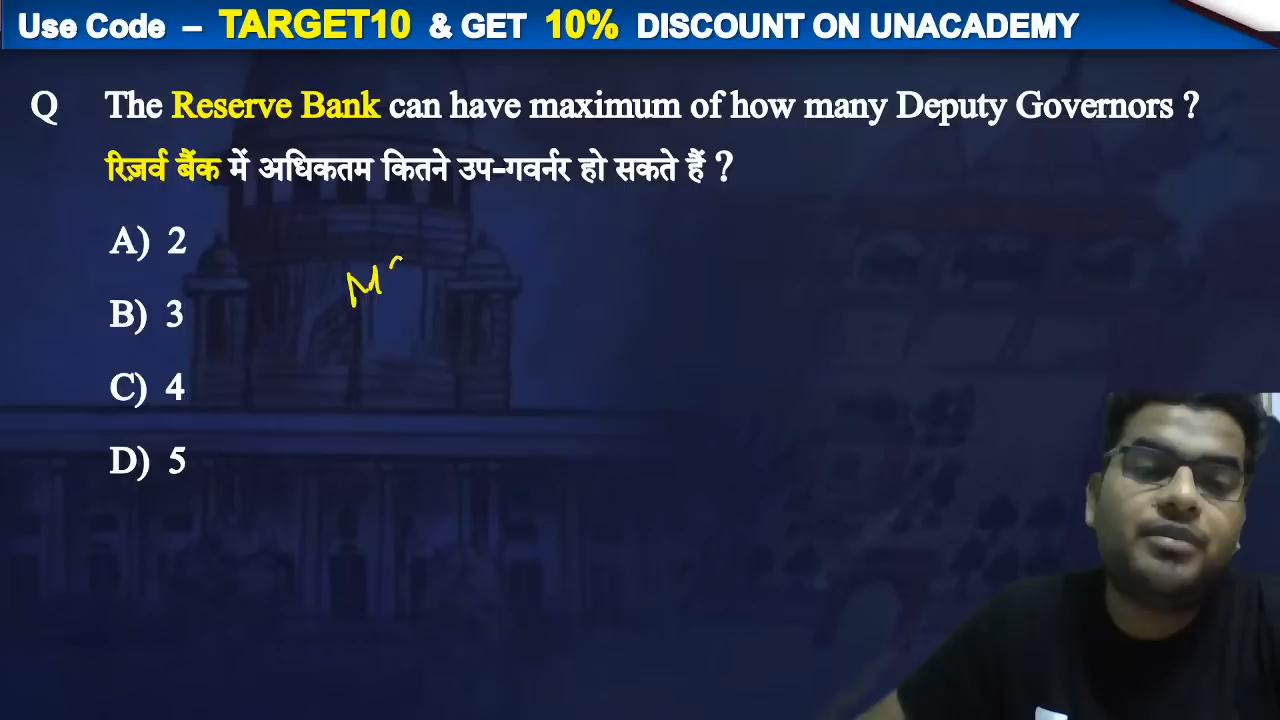 Use Code – TARGET10 & GET 10% DISCOUNT ON UNACADEMY
Q The Reserve Bank can have maximum of how many Deputy Governors ?
रिज़र्व बैंक में अधिकतम कितने उप-गवर्नर हो सकते हैं ?
A) 2
B) 3
C) 4
D) 5